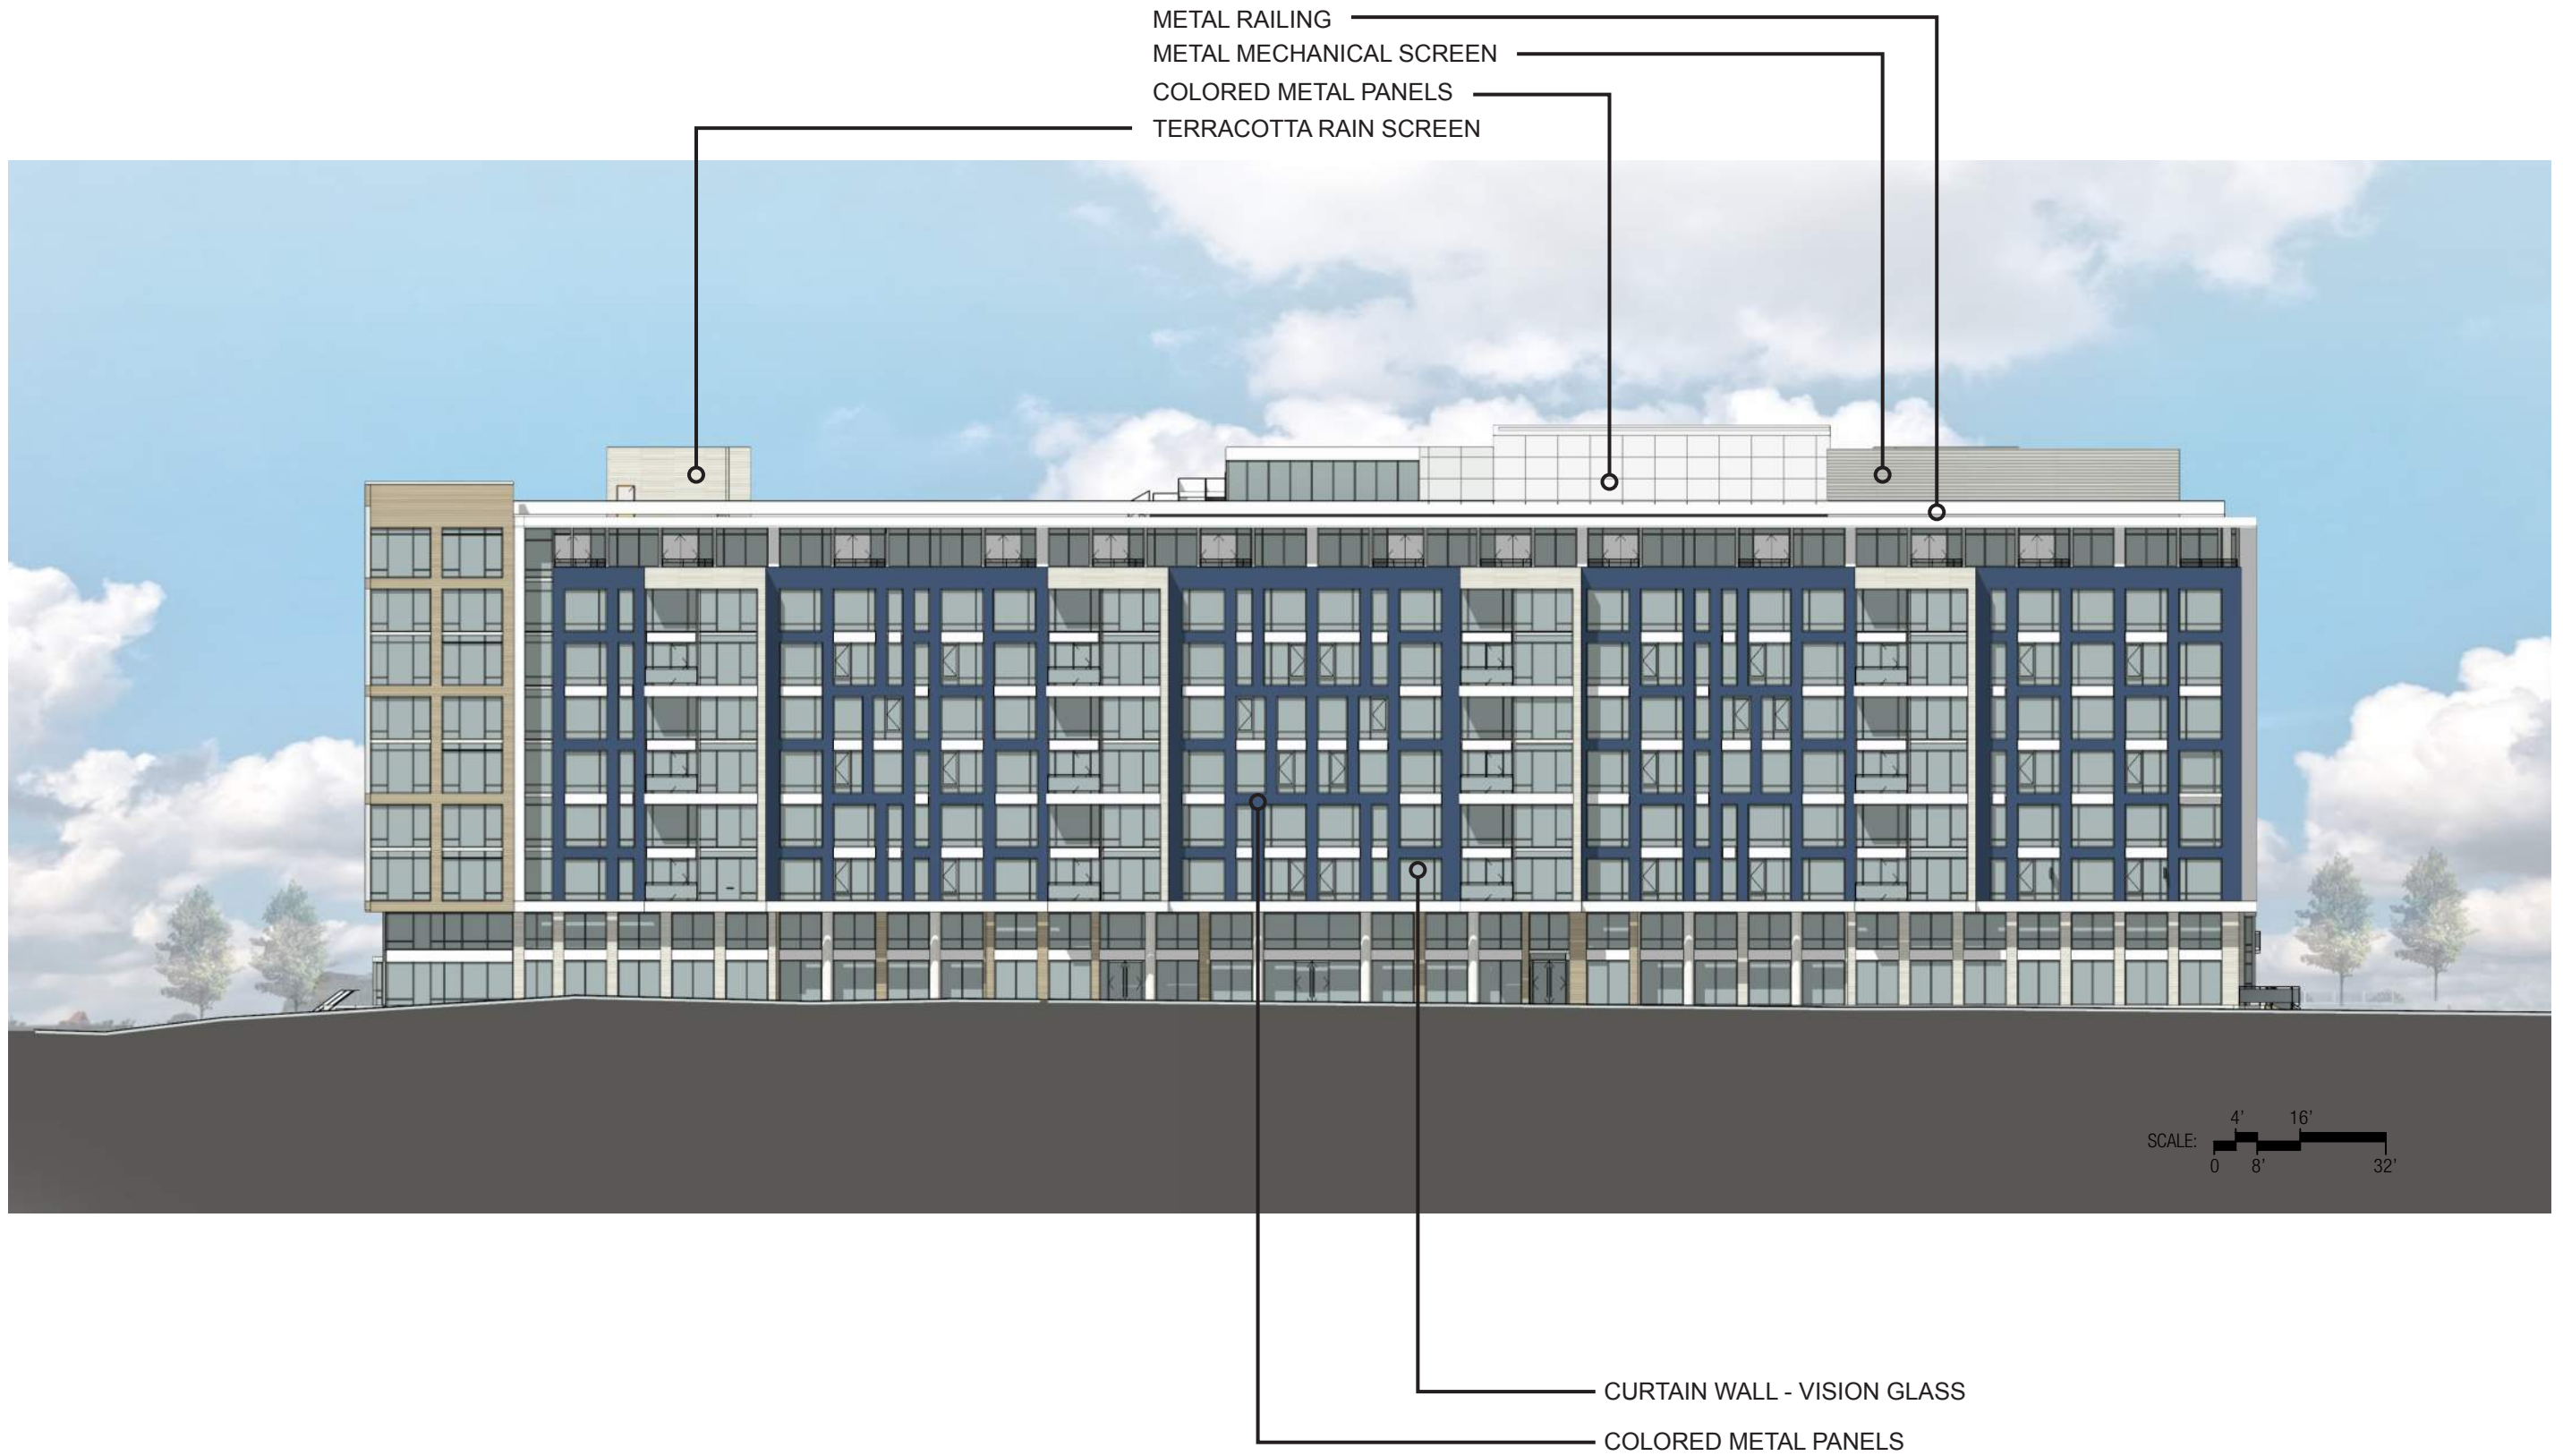 METAL RAILING
METAL MECHANICAL SCREEN
COLORED METAL PANELS
TERRACOTTA RAIN SCREEN
4’ 16’
SCALE:
0 8’ 32’
CURTAIN WALL - VISION GLASS
COLORED METAL PANELS